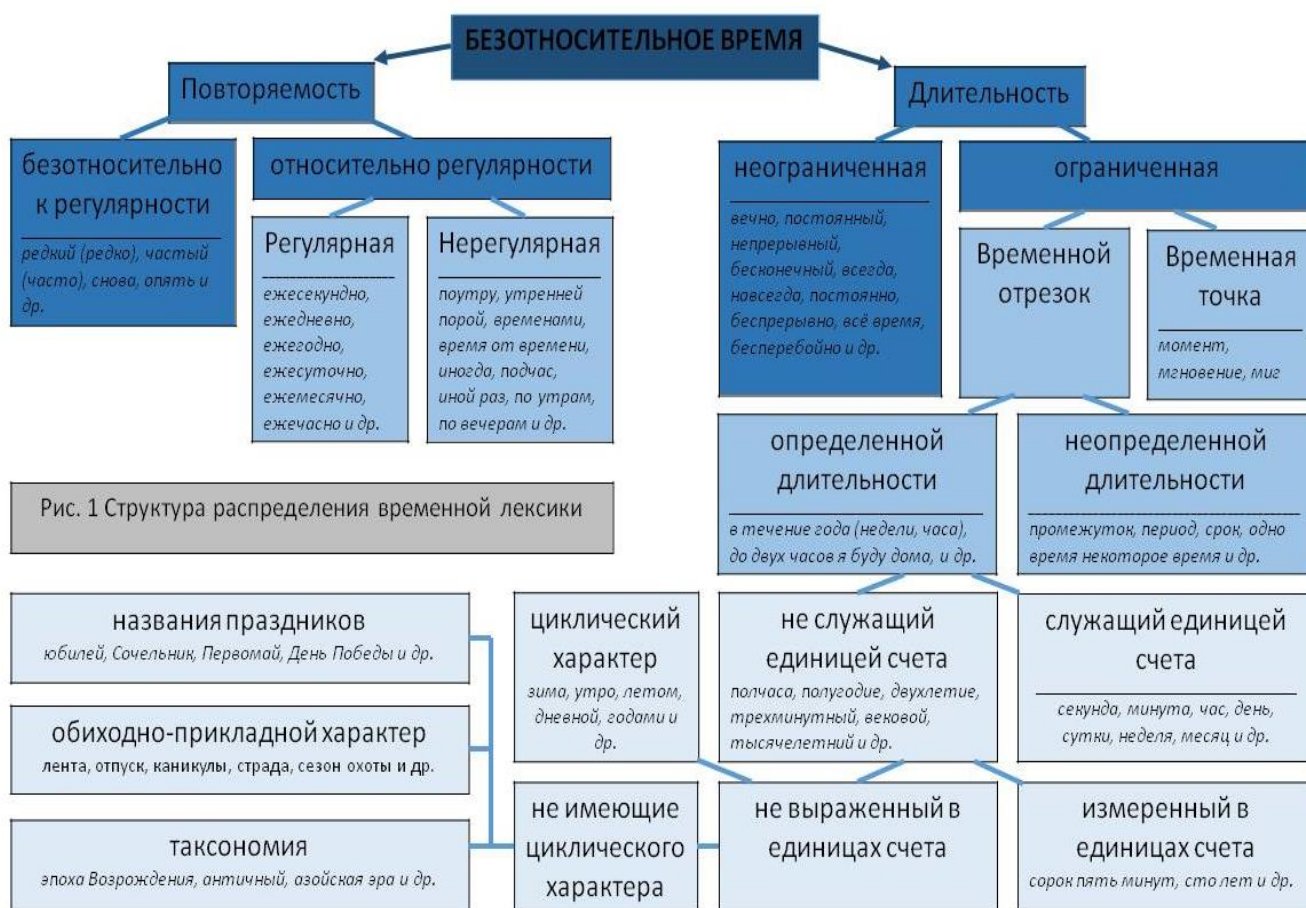 БЕЗОТНОСИТЕЛЬНОЕ ВРЕМЯ
Повторяемость
Длительность
безотносительно
к регулярности
редкий (редко), частый
(часто), снова, опять и
др.
относительно регулярности
Регулярная
ежесекундно,
ежедневно,
ежегодно,
ежесуточно,
ежемесячно,
ежечасно и др.
Нерегулярная
поутру, утренней
порой, временами,
время от времени,
иногда, подчас,
иной раз, по утрам,
по вечерам и др.
неограниченная
вечно, постоянный,
непрерывный,
бесконечный, всегда,
навсегда, постоянно,
беспрерывно, всё время,
бесперебойно и др.
ограниченная
Временной
отрезок
Временная
точка
момент,
мгновение, миг
определенной
длительности
в течение года (недели, часа),
до двух часов я буду дома, и др.
неопределенной
длительности
промежуток, период, срок, одно
время некоторое время и др.
Рис. 1 Структура распределения временной лексики
названия праздников
юбилей, Сочельник, Первомай, День Победы и др.
обиходно-прикладной характер
лента, отпуск, каникулы, страда, сезон охоты и др.
таксономия
эпоха Возрождения, античный, азойская эра и др.
циклический
характер
зима, утро, летом,
дневной, годами и
др.
не служащий
единицей счета
полчаса, полугодие, двухлетие,
трехминутный, вековой,
тысячелетний и др.
служащий единицей
счета
секунда, минута, час, день,
сутки, неделя, месяц и др.
не имеющие
циклического
характера
не выраженный в
единицах счета
измеренный в
единицах счета
сорок пять минут, сто лет и др.